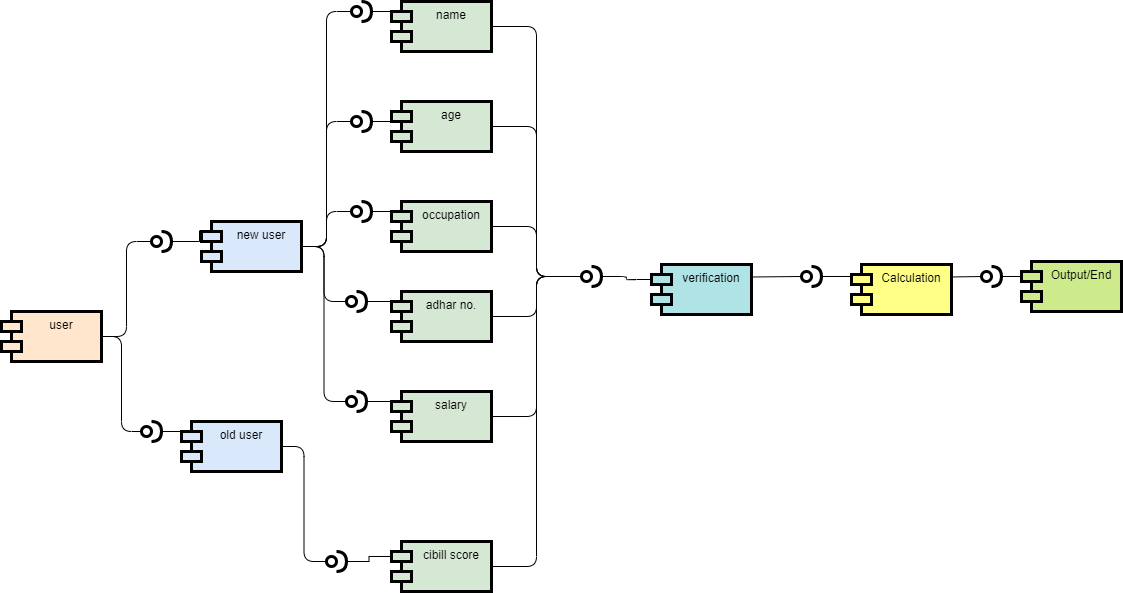 name
age
occupation
new user
adhar no.
verification
Calculation
Output/End
user
salary
old user
cibill score